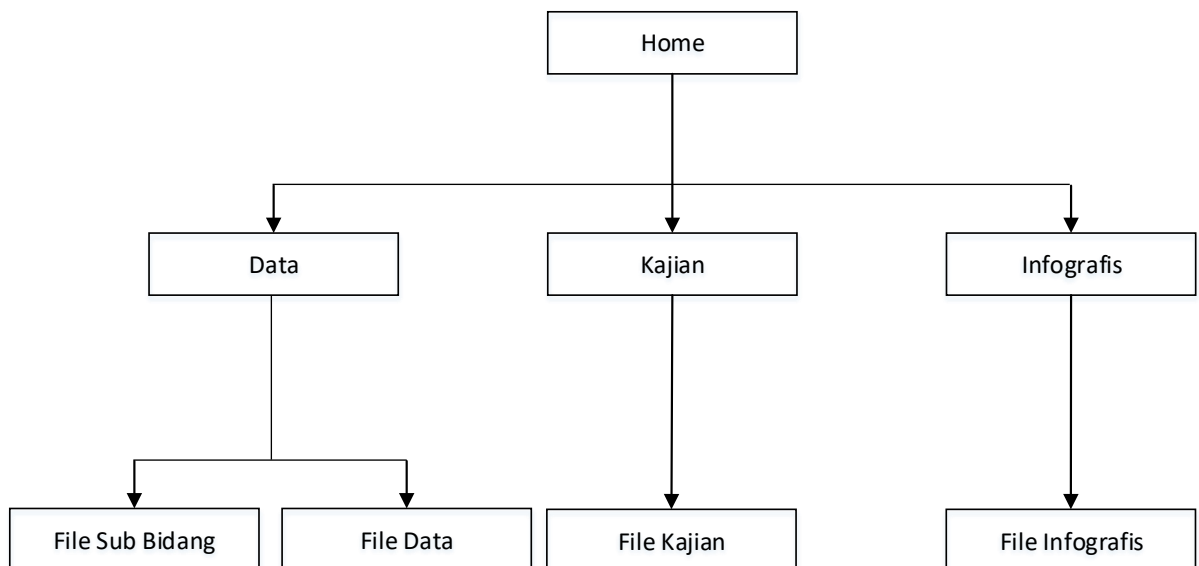 Home
Data
Kajian
Infografis
File Sub Bidang
File Data
File Kajian
File Infografis